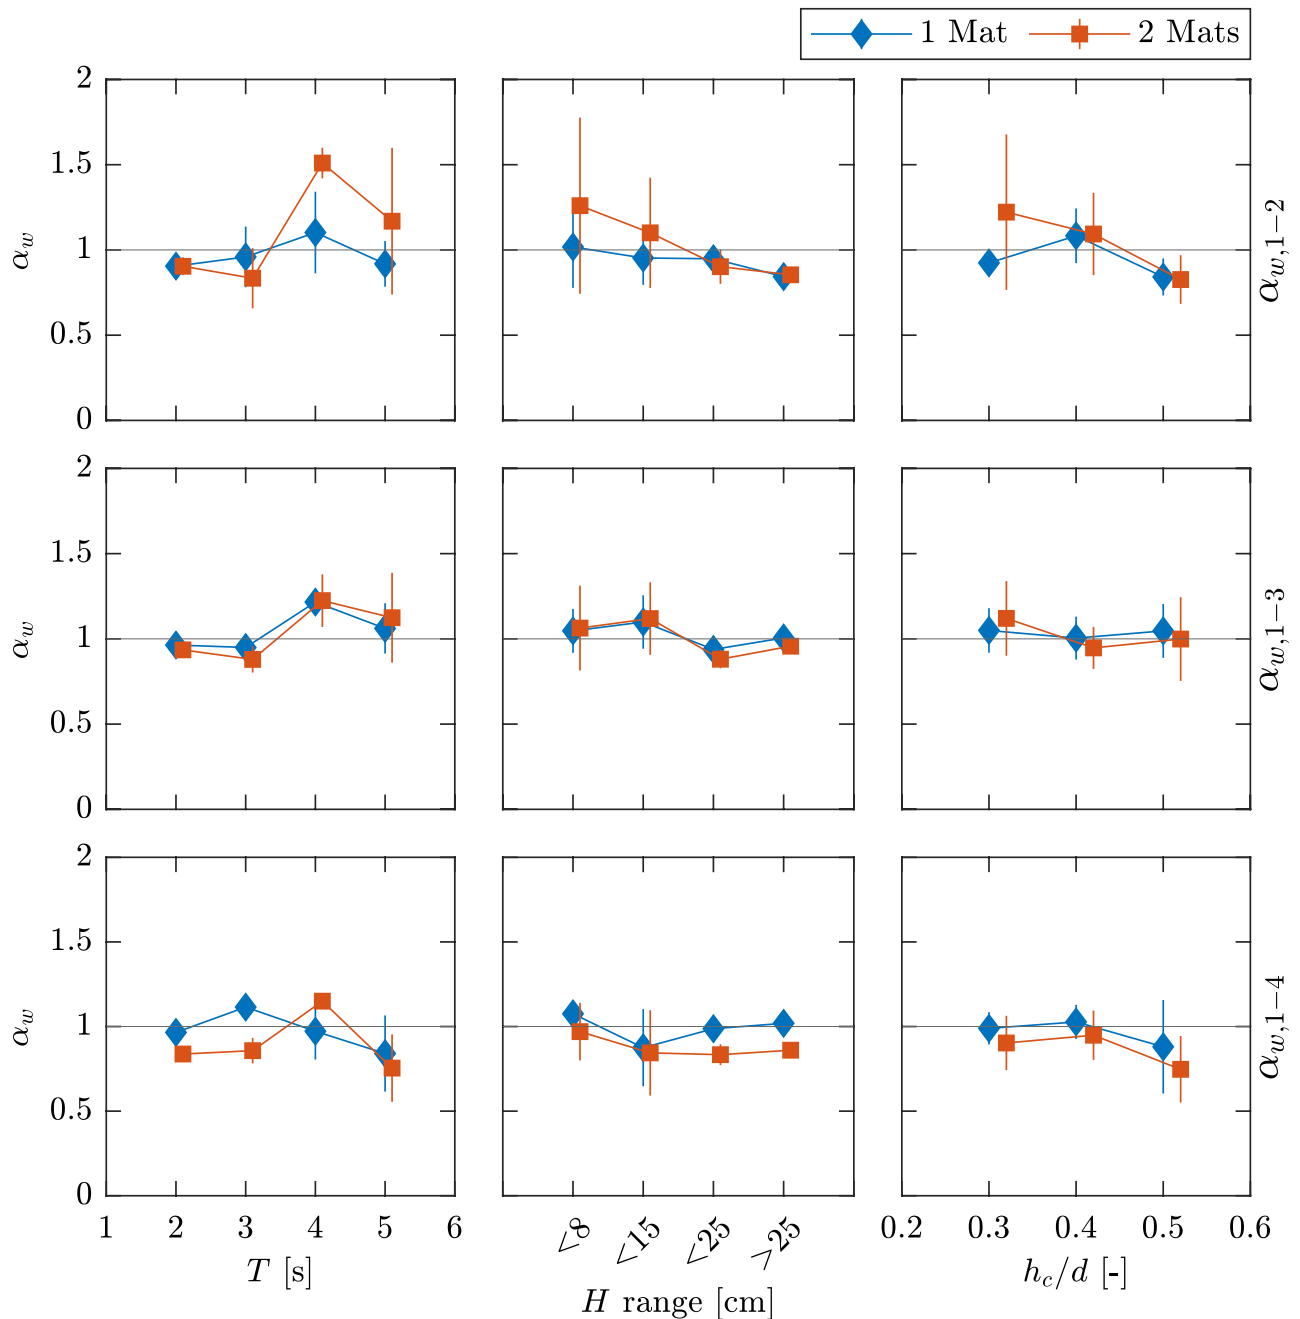 1 Mat
2 Mats
2
1.5
1
0.5
0
α_w
α_{w,1−2}
2
1.5
1
0.5
0
α_w
α_{w,1−3}
2
1.5
1
0.5
0
α_w
α_{w,1−4}
1 2 3 4 5 6
<8 <15 <25 >25
0.2 0.3 0.4 0.5 0.6
T [s]
H range [cm]
h_c/d [-]